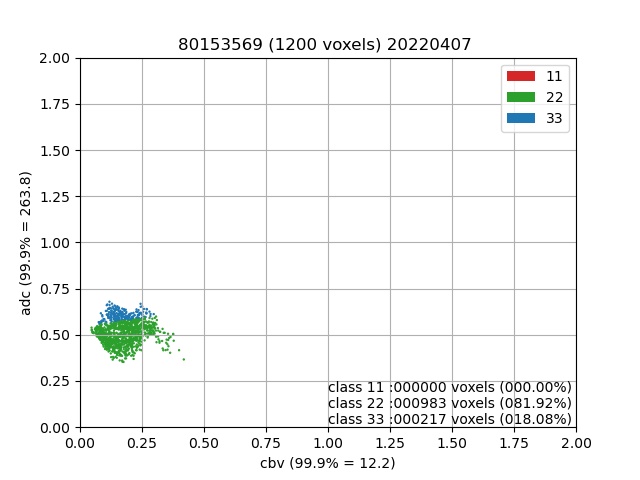 80153569 (1200 voxels) 20220407
2.00
1.75
1.50
1.25
1.00
0.75
0.50
0.25
0.00
adc (99.9% = 263.8)
11
22
33
class 11 :000000 voxels (000.00%)
class 22 :000983 voxels (081.92%)
class 33 :000217 voxels (018.08%)
0.00 0.25 0.50 0.75 1.00 1.25 1.50 1.75 2.00
cbv (99.9% = 12.2)